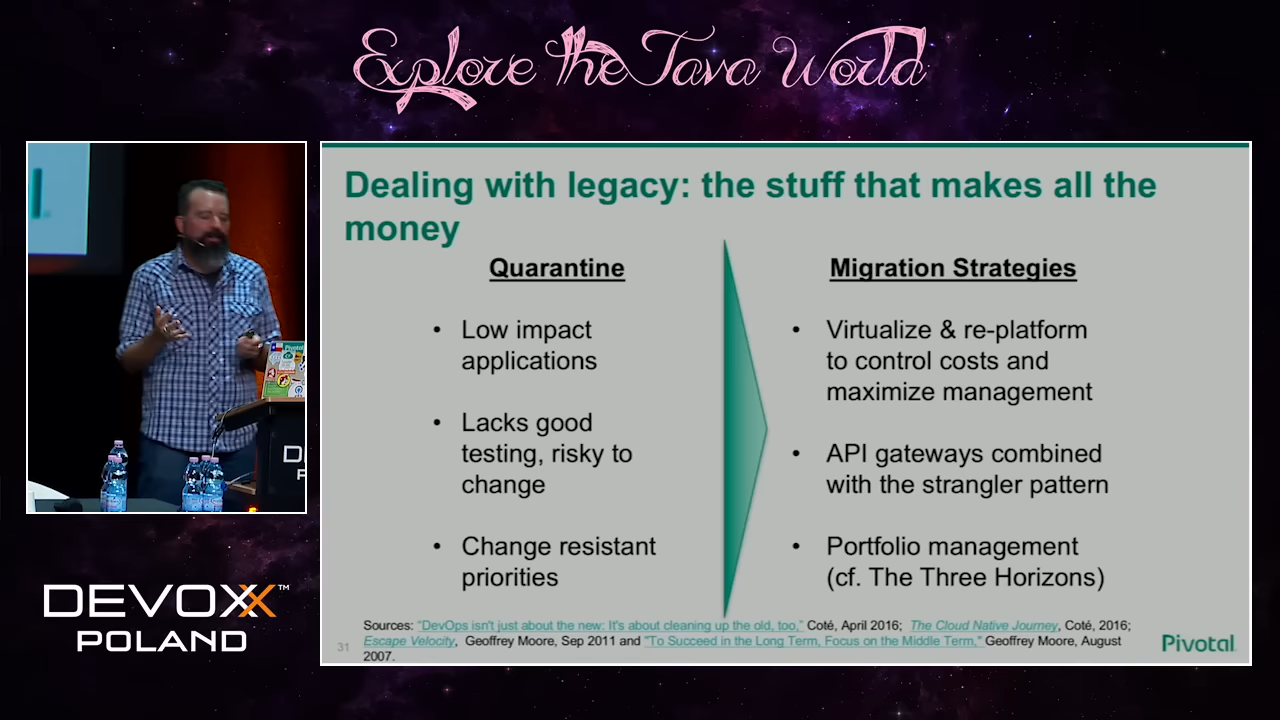 Explore the Java World
Dealing with legacy: the stuff that makes all the
money
Quarantine
• Low impact
applications
• Lacks good
testing, risky to
change
• Change resistant
priorities
Migration Strategies
• Virtualize & re-platform
to control costs and
maximize management
• API gateways combined
with the strangler pattern
• Portfolio management
(cf. The Three Horizons)
Sources: "DevOps isn't just about the new: It's about cleaning up the old, too," Coté, April 2016; The Cloud Native Journey, Coté, 2016;
Escape Velocity, Geoffrey Moore, Sep 2011 and "To Succeed in the Long Term, Focus on the Middle Term," Geoffrey Moore, August
2007.
31
Pivotal
DEVOXX™
POLAND